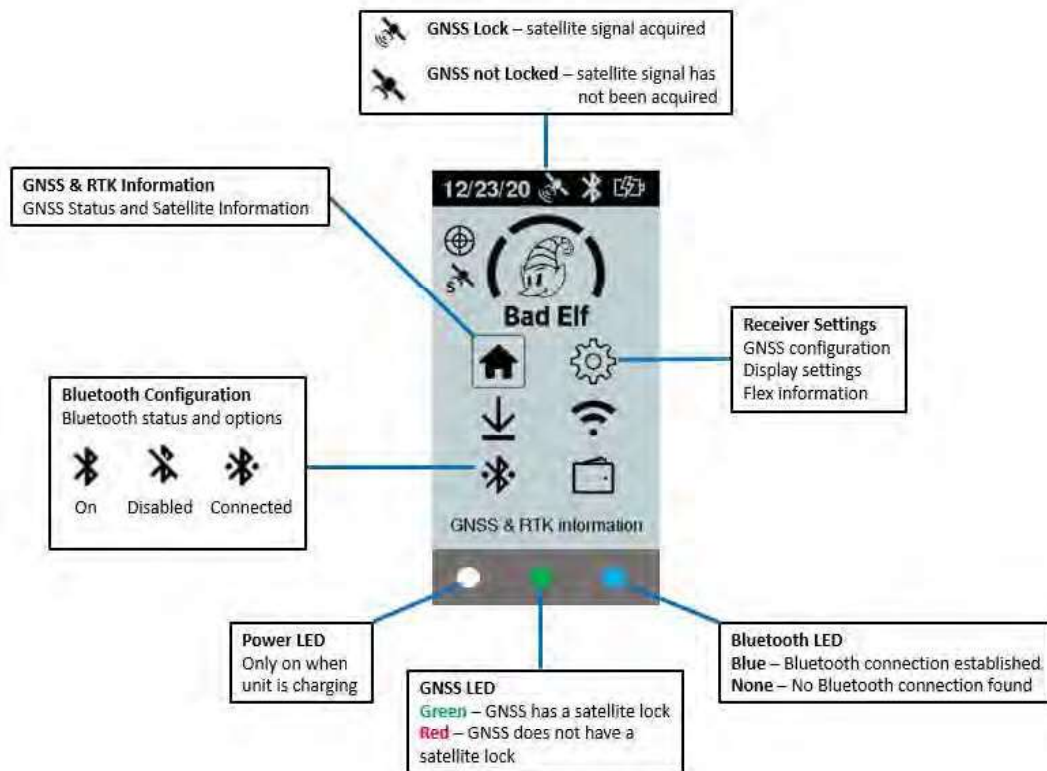 GNSS Lock – satellite signal acquired
GNSS not Locked – satellite signal has
not been acquired
GNSS & RTK Information
GNSS Status and Satellite Information
12/23/20
S
Bad Elf
Receiver Settings
GNSS configuration
Display settings
Flex information
Bluetooth Configuration
Bluetooth status and options
On Disabled Connected
GNSS & RTK information
Power LED
Only on when
unit is charging
GNSS LED
Green – GNSS has a satellite lock
Red – GNSS does not have a
satellite lock
Bluetooth LED
Blue – Bluetooth connection established
None – No Bluetooth connection found